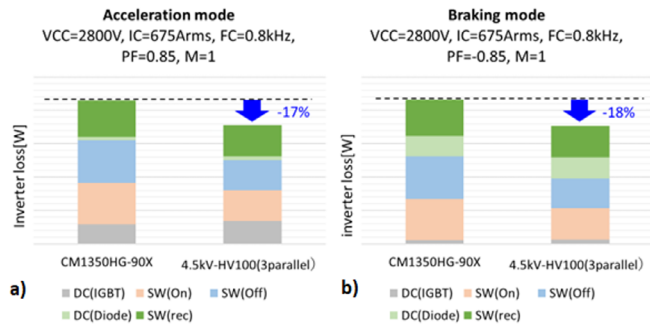 Acceleration mode
VCC=2800V, IC=675Arms, FC=0.8kHz,
PF=0.85, M=1
-17%
Inverter loss[W]
CM1350HG-90X
4.5kV-HV100(3parallel)
a)
DC(IGBT)
SW(On)
SW(Off)
DC(Diode)
SW(rec)
Braking mode
VCC=2800V, IC=675Arms, FC=0.8kHz,
PF=-0.85, M=1
-18%
inverter loss[W]
CM1350HG-90X
4.5kV-HV100(3parallel)
b)
DC(IGBT)
SW(On)
SW(Off)
DC(Diode)
SW(rec)